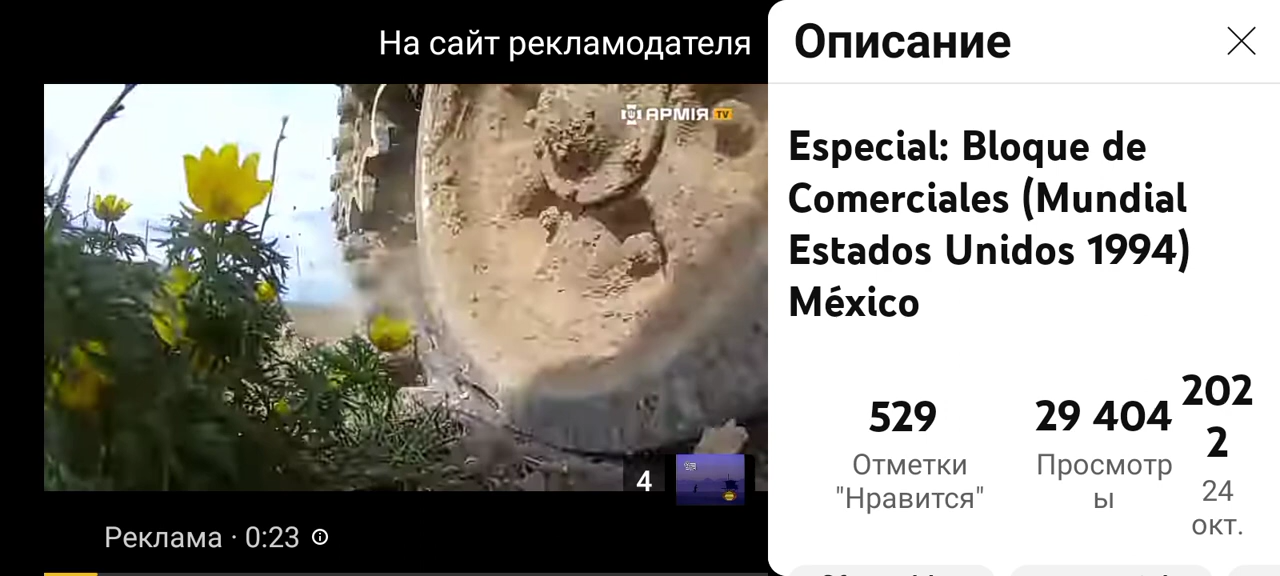 На сайт рекламодателя
АРМІЯ TV
4
Реклама · 0:23
Описание
Especial: Bloque de
Comerciales (Mundial
Estados Unidos 1994)
México
529
Отметки
"Нравится"
29 404
Просмотр
ы
202
2
24
окт.